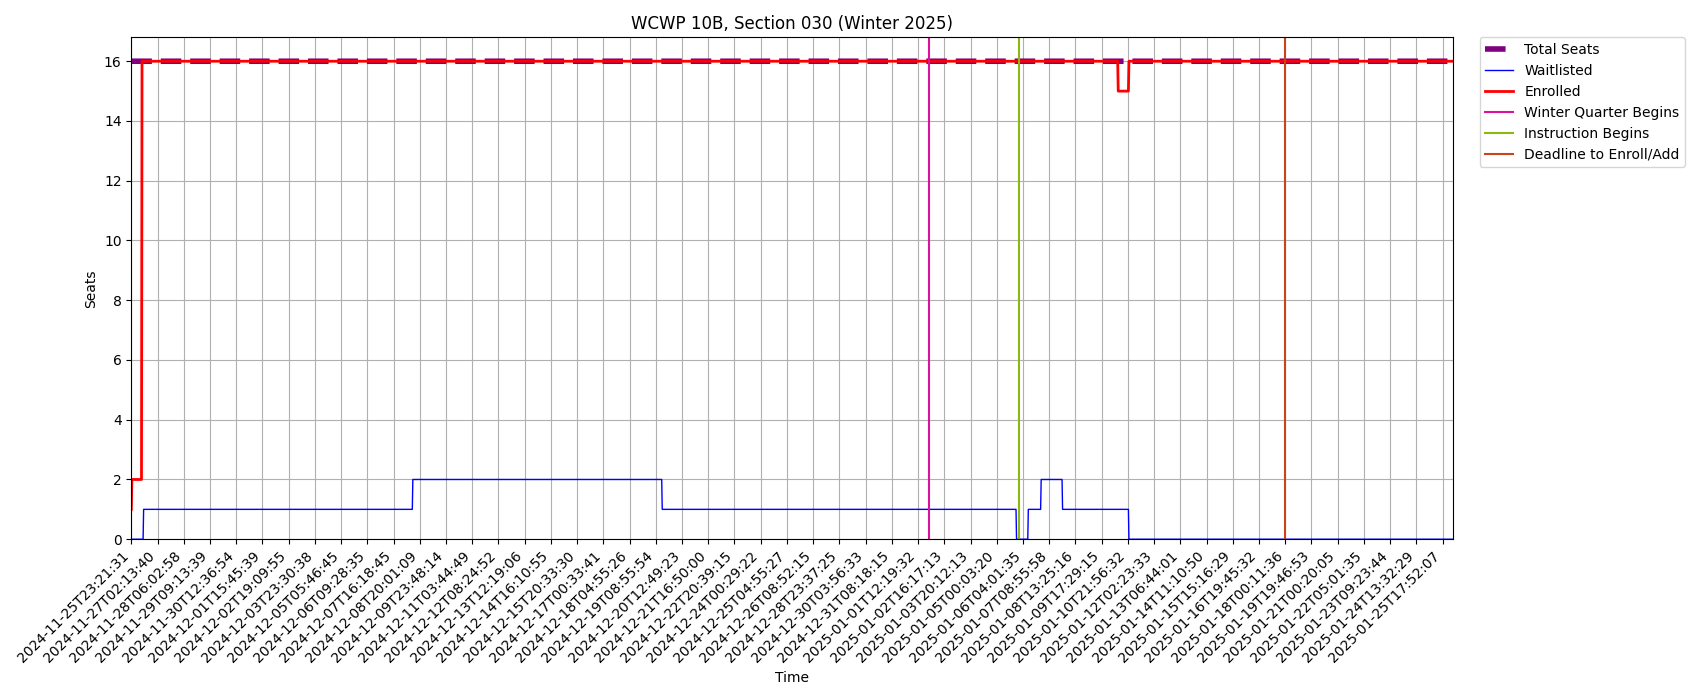 WCWP 10B, Section 030 (Winter 2025)
Total Seats
Waitlisted
Enrolled
Winter Quarter Begins
Instruction Begins
Deadline to Enroll/Add
Seats
16
14
12
10
8
6
4
2
0
2024-11-25T23:21:31
2024-11-27T02:13:40
2024-11-28T06:02:58
2024-11-29T09:13:39
2024-11-30T12:36:54
2024-12-01T15:45:39
2024-12-02T19:09:55
2024-12-03T23:30:38
2024-12-05T05:46:45
2024-12-06T09:28:35
2024-12-07T16:18:45
2024-12-08T20:01:09
2024-12-09T23:48:14
2024-12-11T03:44:49
2024-12-12T08:24:52
2024-12-13T12:19:06
2024-12-14T16:10:55
2024-12-15T20:33:30
2024-12-17T00:33:41
2024-12-18T04:55:26
2024-12-19T08:55:54
2024-12-20T12:49:23
2024-12-21T16:50:00
2024-12-22T20:39:15
2024-12-24T00:29:22
2024-12-25T04:55:27
2024-12-26T08:52:15
2024-12-28T23:37:25
2024-12-30T03:56:33
2024-12-31T08:18:15
2025-01-01T12:19:32
2025-01-02T16:17:13
2025-01-03T20:12:13
2025-01-05T00:03:20
2025-01-06T04:01:35
2025-01-07T08:55:58
2025-01-08T13:25:16
2025-01-09T17:29:15
2025-01-10T21:56:32
2025-01-12T02:23:33
2025-01-13T06:44:01
2025-01-14T11:10:50
2025-01-15T15:16:29
2025-01-16T19:45:32
2025-01-18T00:11:36
2025-01-19T19:46:53
2025-01-21T00:20:05
2025-01-22T05:01:35
2025-01-23T09:23:44
2025-01-24T13:32:29
2025-01-25T17:52:07
Time